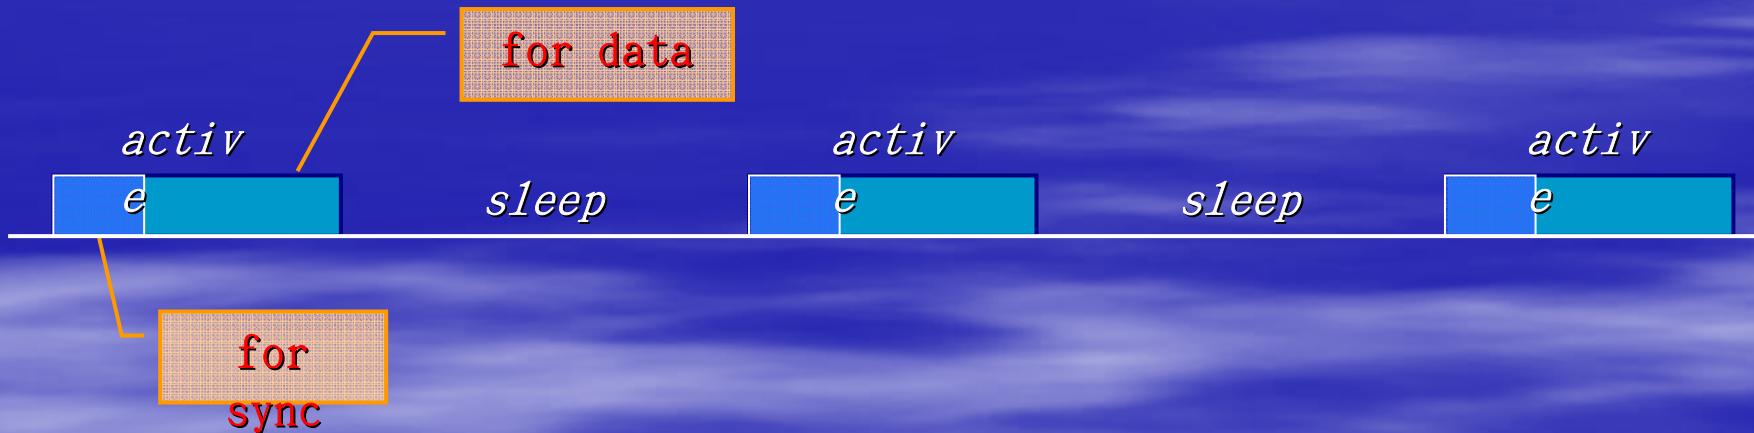 for data
activ
e
sleep
activ
e
sleep
activ
e
for
sync